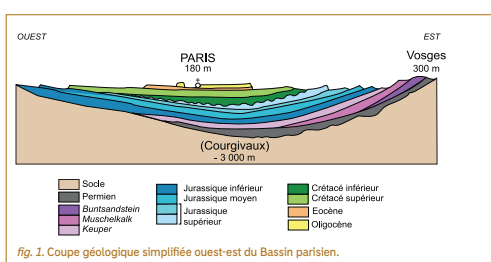 OUEST
EST
PARIS
180 m
Vosges
300 m
(Courgivaux)
- 3 000 m
Socle
Permien
Buntsandstein
Muschelkalk
Keuper
Jurassique inférieur
Jurassique moyen
Jurassique
supérieur
Crétacé inférieur
Crétacé supérieur
Eocène
Oligocène
fig. 1. Coupe géologique simplifiée ouest-est du Bassin parisien.